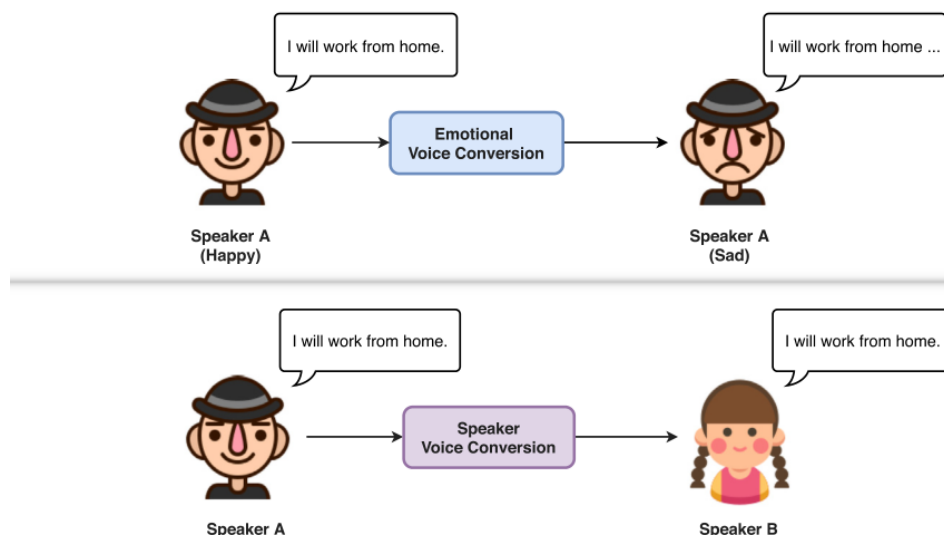 I will work from home.
I will work from home ...
Emotional
Voice Conversion
Speaker A
(Happy)
Speaker A
(Sad)
I will work from home.
I will work from home.
Speaker
Voice Conversion
Speaker A
Speaker B